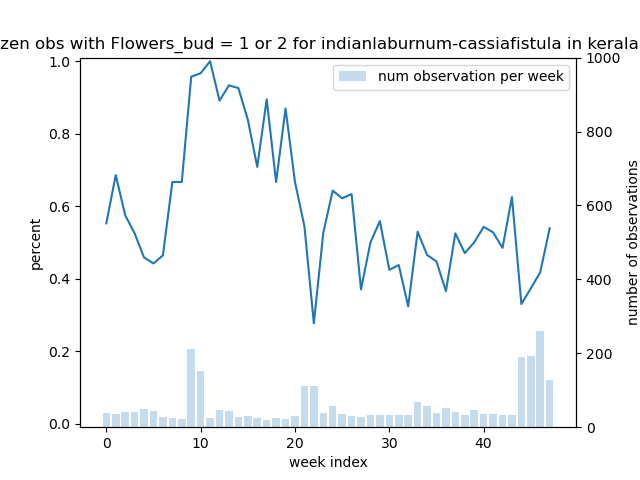 zen obs with Flowers_bud = 1 or 2 for indianlaburnum-cassiafistula in kerala
num observation per week
percent
1.0
0.8
0.6
0.4
0.2
0.0
1000
800
600
400
200
0
number of observations
0 10 20 30 40
week index